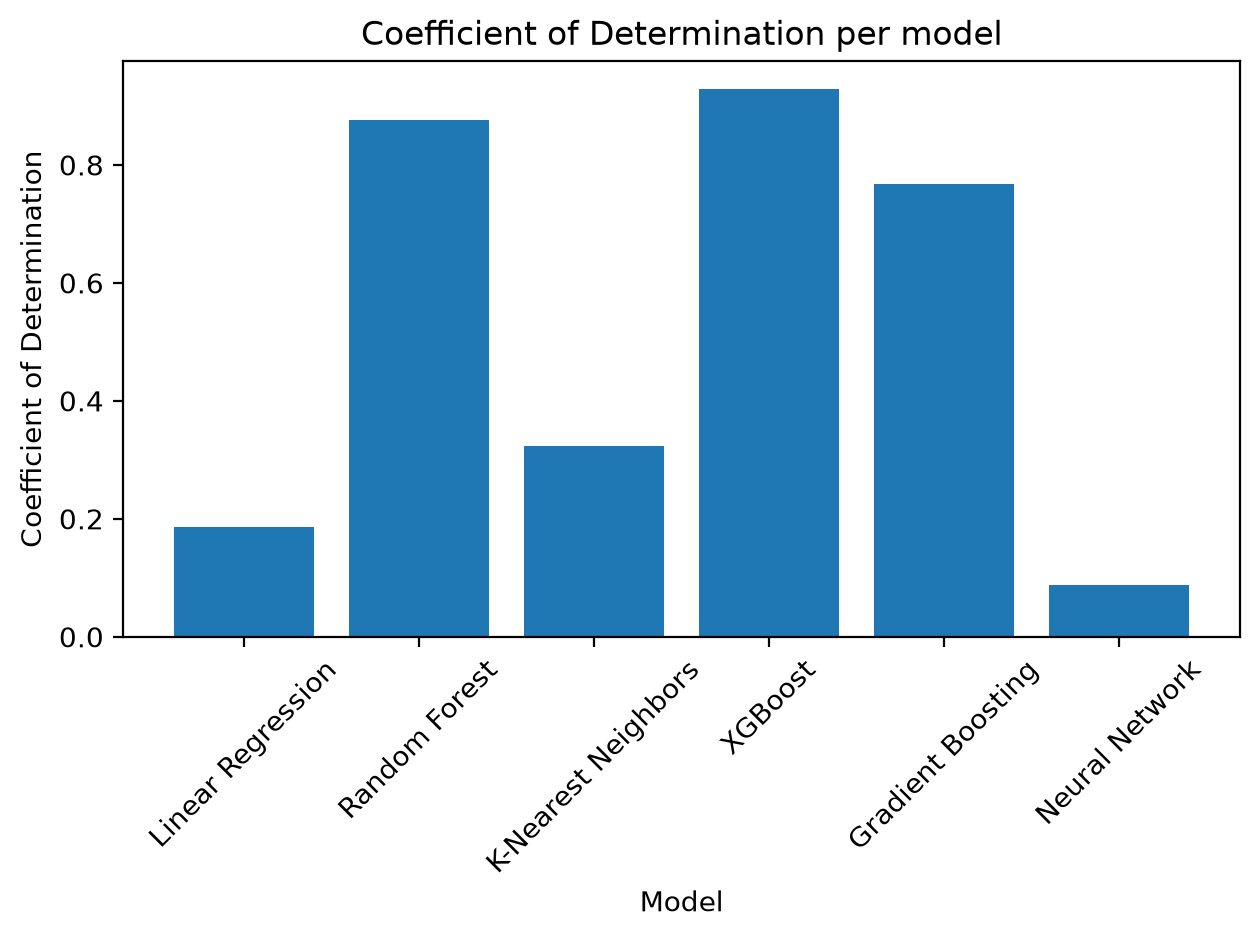 Coefficient of Determination per model
Coefficient of Determination
0.8
0.6
0.4
0.2
0.0
Linear Regression
Random Forest
K-Nearest Neighbors
XGBoost
Gradient Boosting
Neural Network
Model